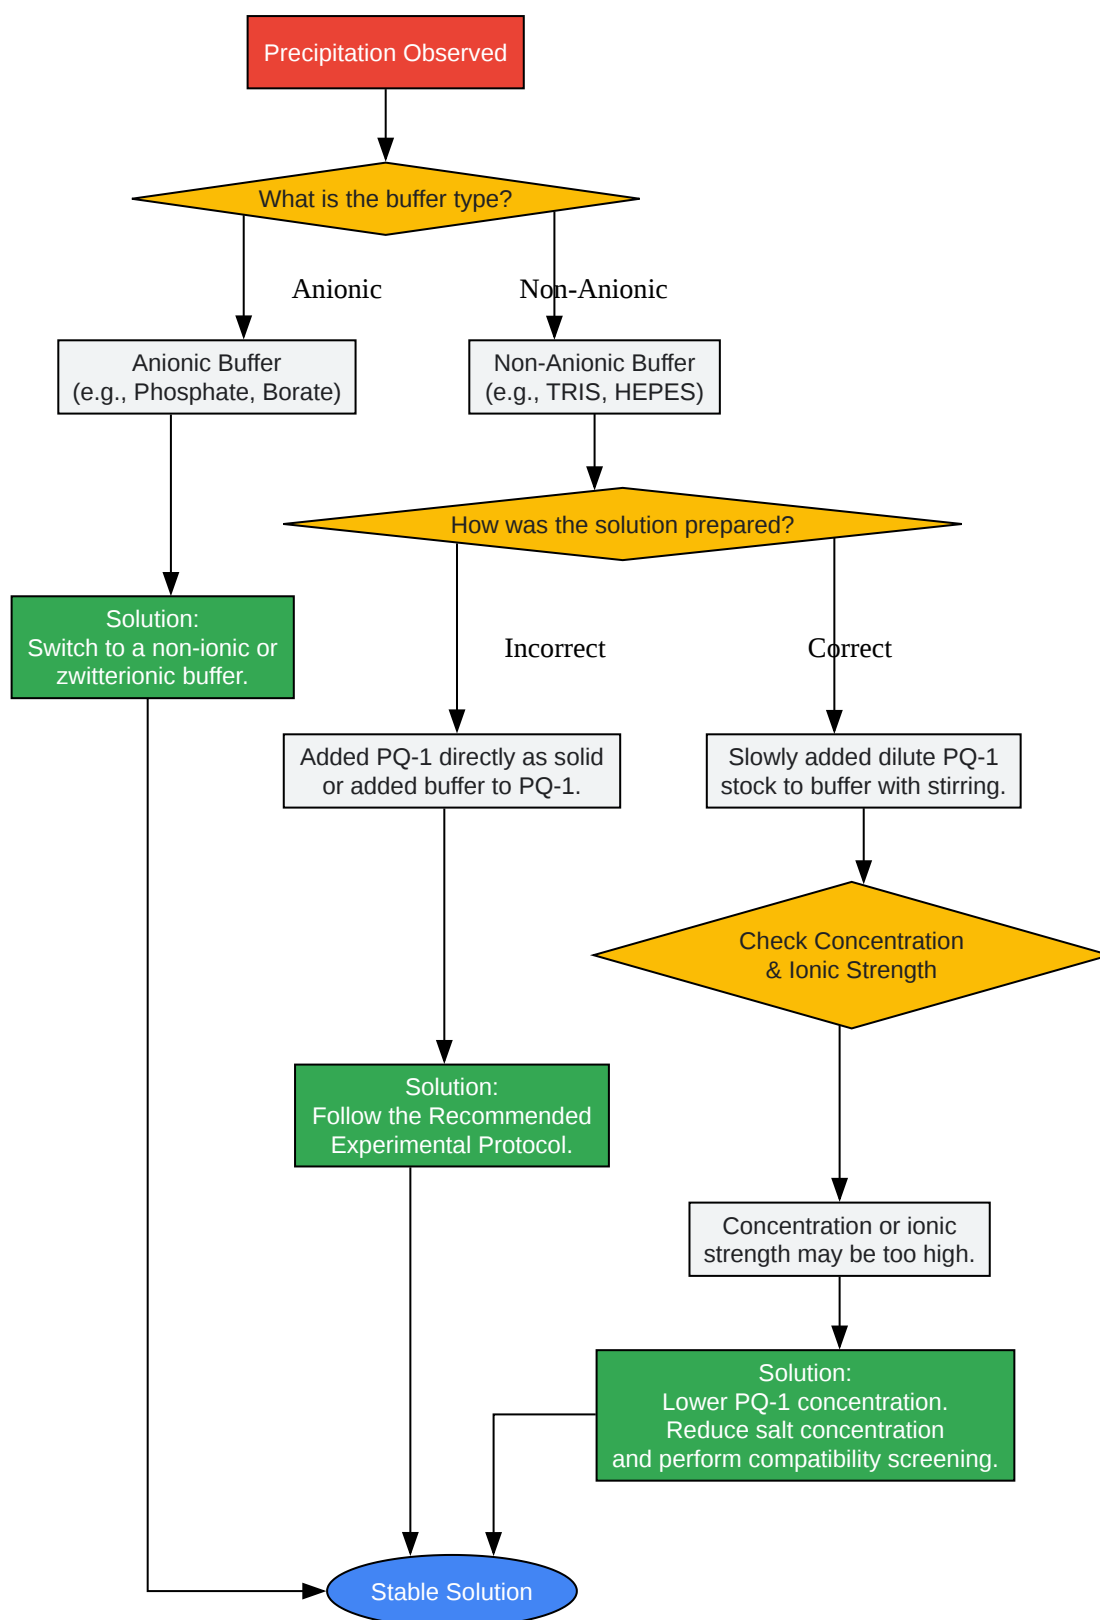 Precipitation Observed
What is the buffer type?
Anionic
Non-Anionic
Anionic Buffer
(e.g., Phosphate, Borate)
Non-Anionic Buffer
(e.g., TRIS, HEPES)
How was the solution prepared?
Solution:
Switch to a non-ionic or
zwitterionic buffer.
Incorrect
Correct
Added PQ-1 directly as solid
or added buffer to PQ-1.
Slowly added dilute PQ-1
stock to buffer with stirring.
Check Concentration
& Ionic Strength
Solution:
Follow the Recommended
Experimental Protocol.
Concentration or ionic
strength may be too high.
Solution:
Lower PQ-1 concentration.
Reduce salt concentration
and perform compatibility screening.
Stable Solution